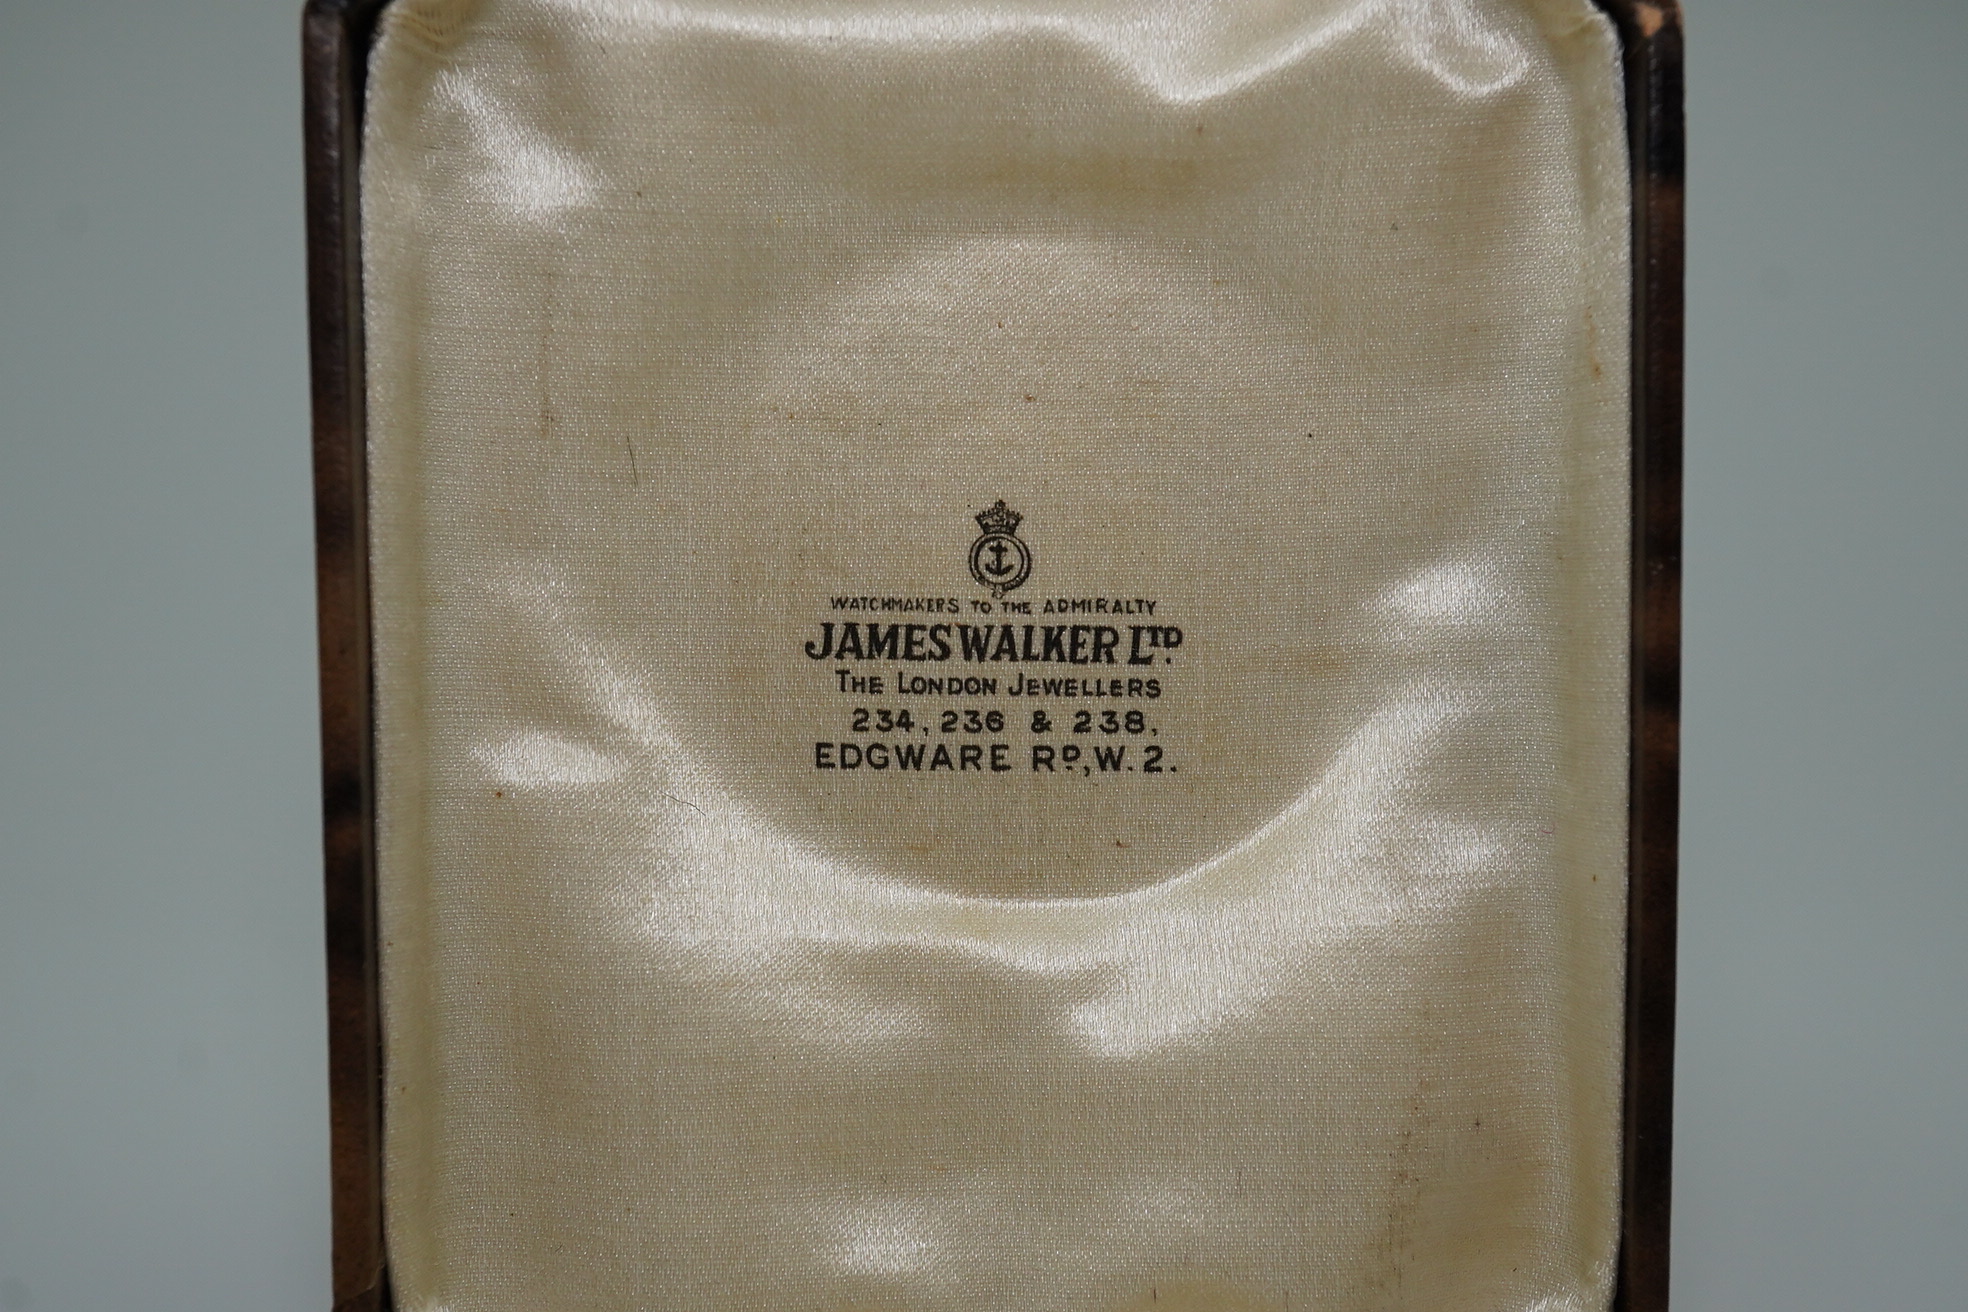 WATCHMAKERS TO THE ADMIRALTY
JAMES WALKER LTD.
THE LONDON JEWELLERS
234, 236 & 238,
EDGWARE RD, W. 2.